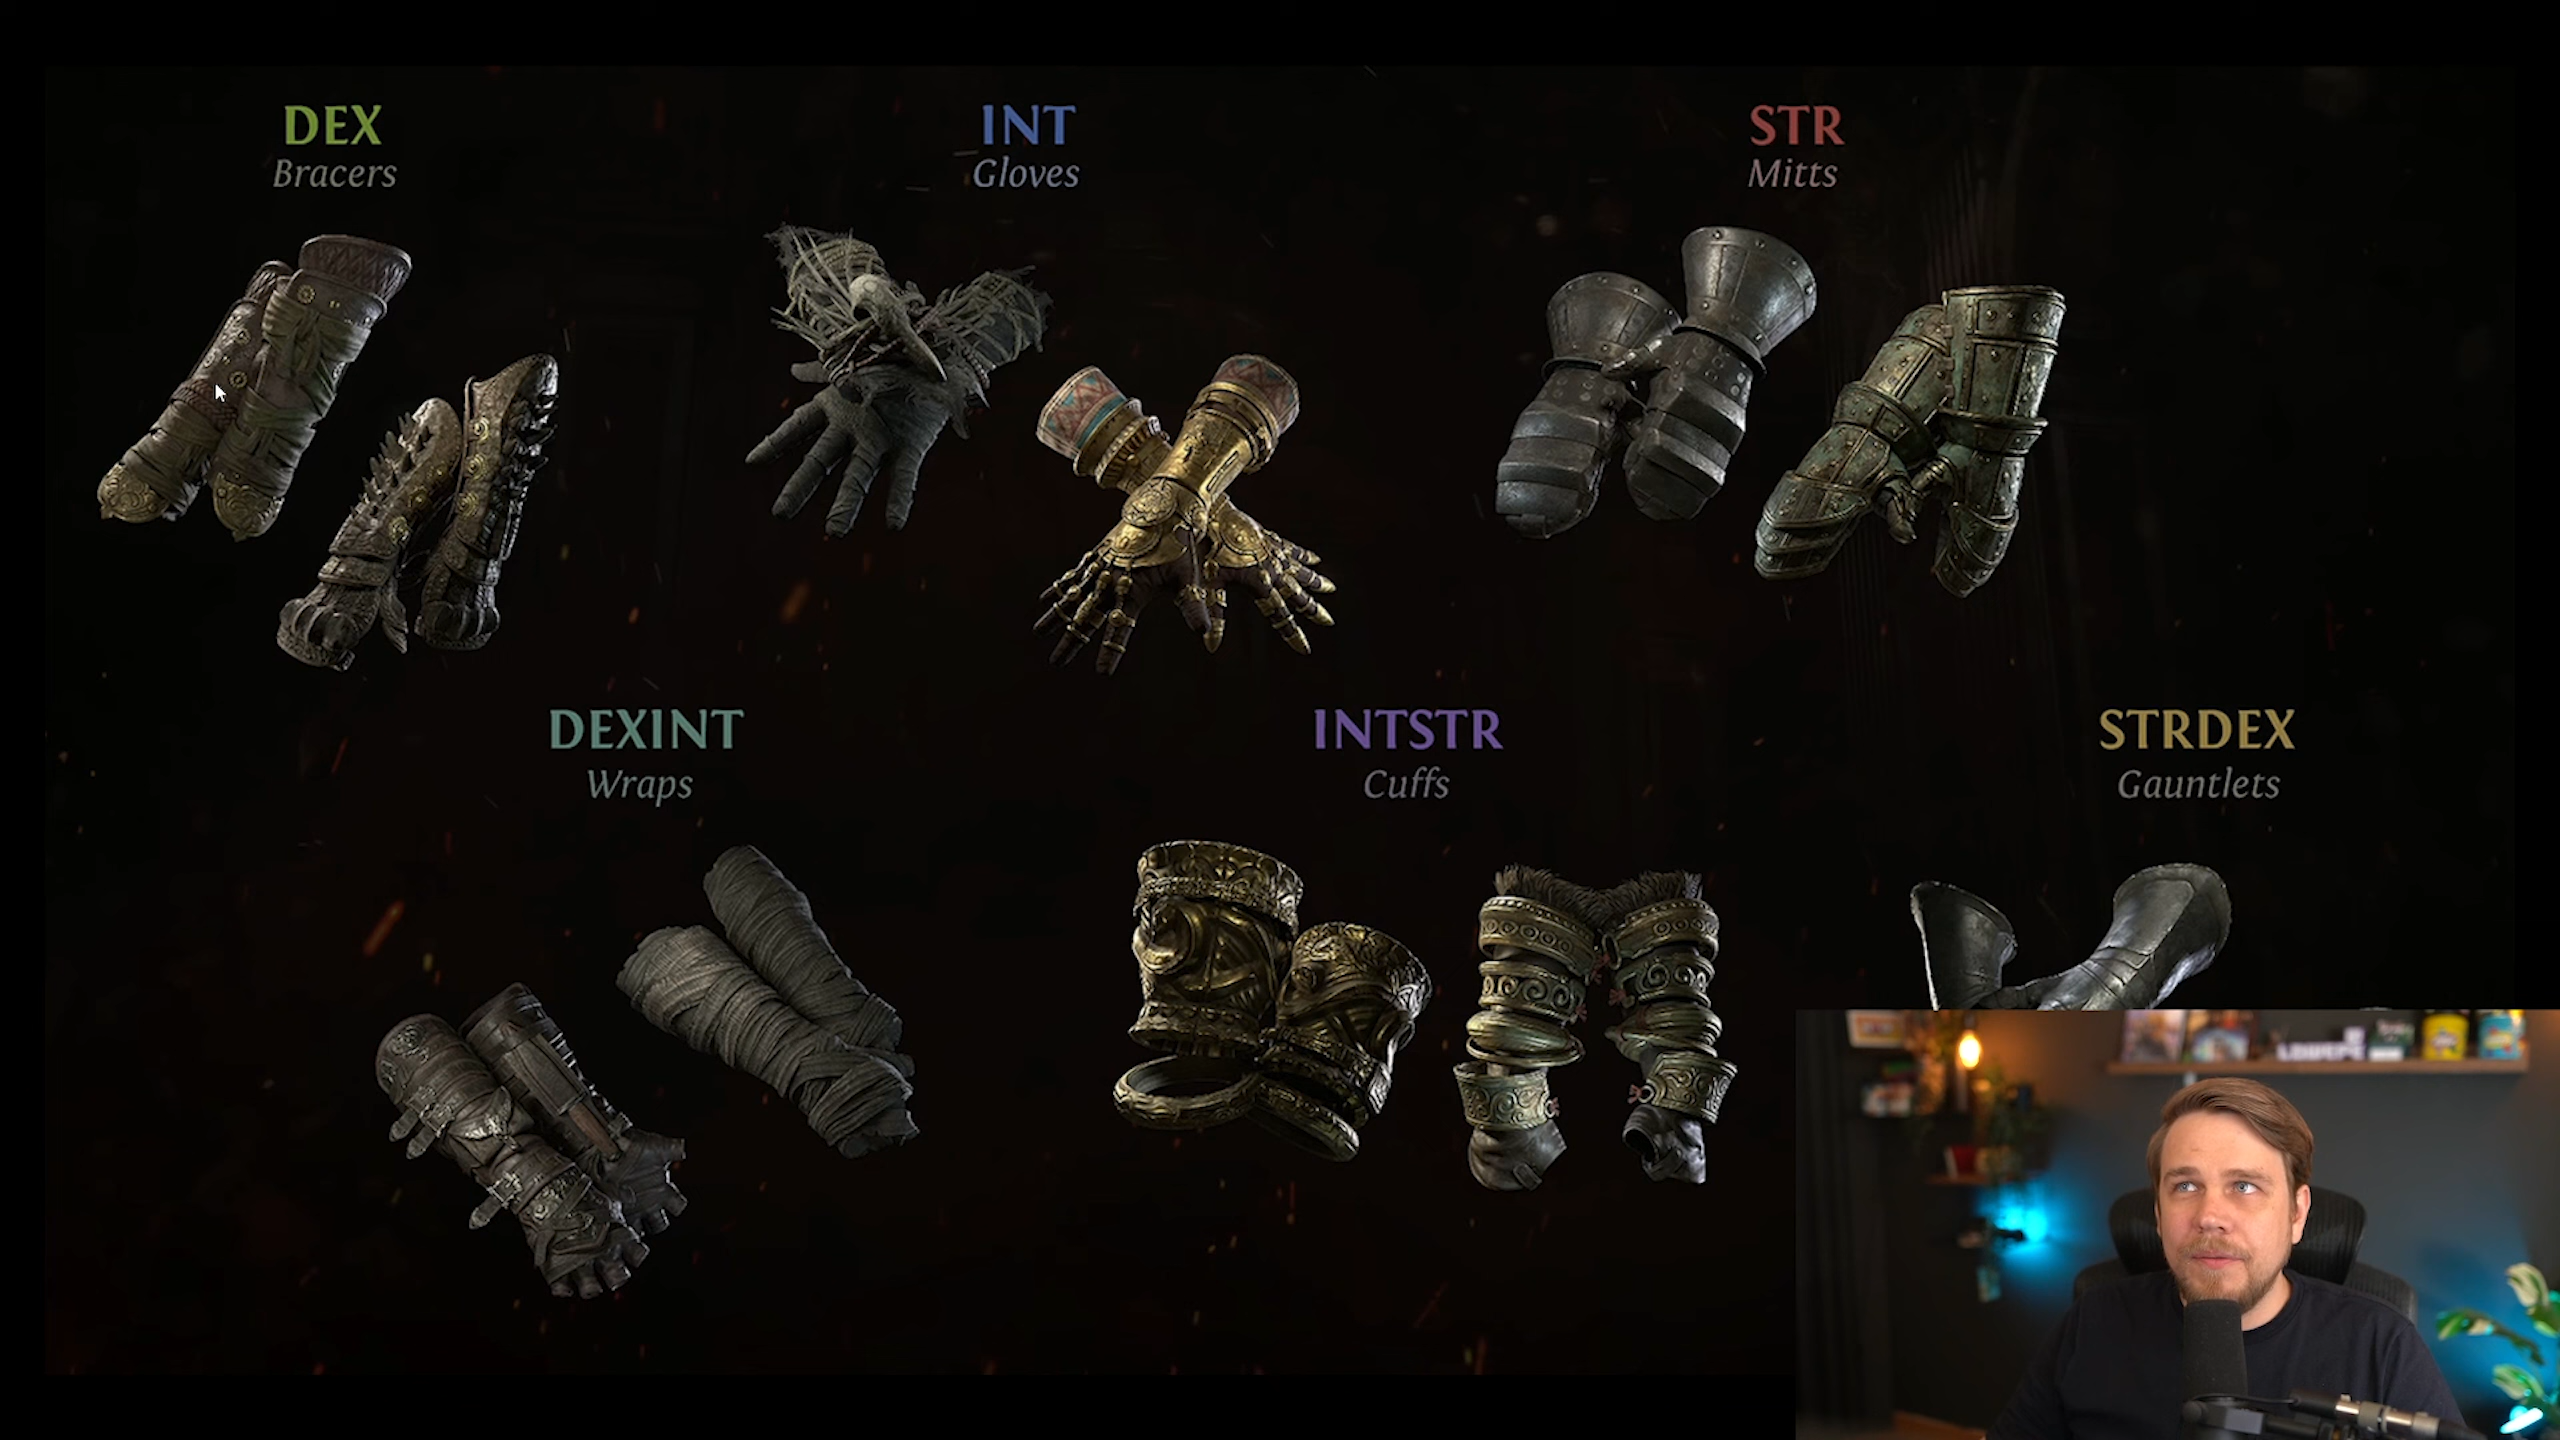 DEX
Bracers
INT
Gloves
STR
Mitts
DEXINT
Wraps
INTSTR
Cuffs
STRDEX
Gauntlets